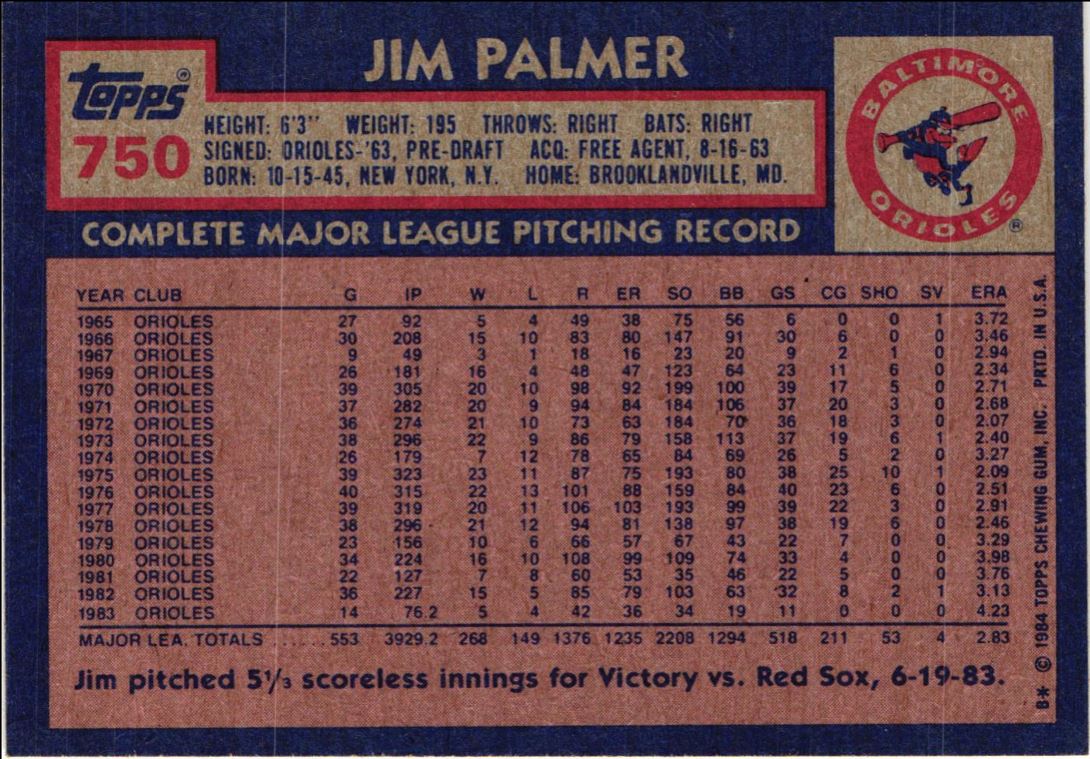 JIM PALMER
Topps®
750
HEIGHT: 6'3" WEIGHT: 195 THROWS: RIGHT BATS: RIGHT
SIGNED: ORIOLES-'63, PRE-DRAFT ACQ: FREE AGENT, 8-16-63
BORN: 10-15-45, NEW YORK, N.Y. HOME: BROOKLANDVILLE, MD.
BALTIMORE
ORIOLES®
COMPLETE MAJOR LEAGUE PITCHING RECORD
YEAR CLUB G IP W L R ER SO BB GS CG SHO SV ERA
1965 ORIOLES 27 92 5 4 49 38 75 56 6 0 0 1 3.72
1966 ORIOLES 30 208 15 10 83 80 147 91 30 6 0 0 3.46
1967 ORIOLES 9 49 3 1 18 16 23 20 9 2 1 0 2.94
1969 ORIOLES 26 181 16 4 48 47 123 64 23 11 6 0 2.34
1970 ORIOLES 39 305 20 10 98 92 199 100 39 17 5 0 2.71
1971 ORIOLES 37 282 20 9 94 84 184 106 37 20 3 0 2.68
1972 ORIOLES 36 274 21 10 73 63 184 70 36 18 3 0 2.07
1973 ORIOLES 38 296 22 9 86 79 158 113 37 19 6 1 2.40
1974 ORIOLES 26 179 7 12 78 65 84 69 26 5 2 0 3.27
1975 ORIOLES 39 323 23 11 87 75 193 80 38 25 10 1 2.09
1976 ORIOLES 40 315 22 13 101 88 159 84 40 23 6 0 2.51
1977 ORIOLES 39 319 20 11 106 103 193 99 39 22 3 0 2.91
1978 ORIOLES 38 296 21 12 94 81 138 97 38 19 6 0 2.46
1979 ORIOLES 23 156 10 6 66 57 67 43 22 7 0 0 3.29
1980 ORIOLES 34 224 16 10 108 99 109 74 33 4 0 0 3.98
1981 ORIOLES 22 127 7 8 60 53 35 46 22 5 0 0 3.76
1982 ORIOLES 36 227 15 5 85 79 103 63 32 8 2 1 3.13
1983 ORIOLES 14 76.2 5 4 42 36 34 19 11 0 0 0 4.23
MAJOR LEA. TOTALS ..... 553 3929.2 268 149 1376 1235 2208 1294 518 211 53 4 2.83
Jim pitched 5⅓ scoreless innings for Victory vs. Red Sox, 6-19-83.
B* © 1984 TOPPS CHEWING GUM, INC. PRTD. IN U.S.A.